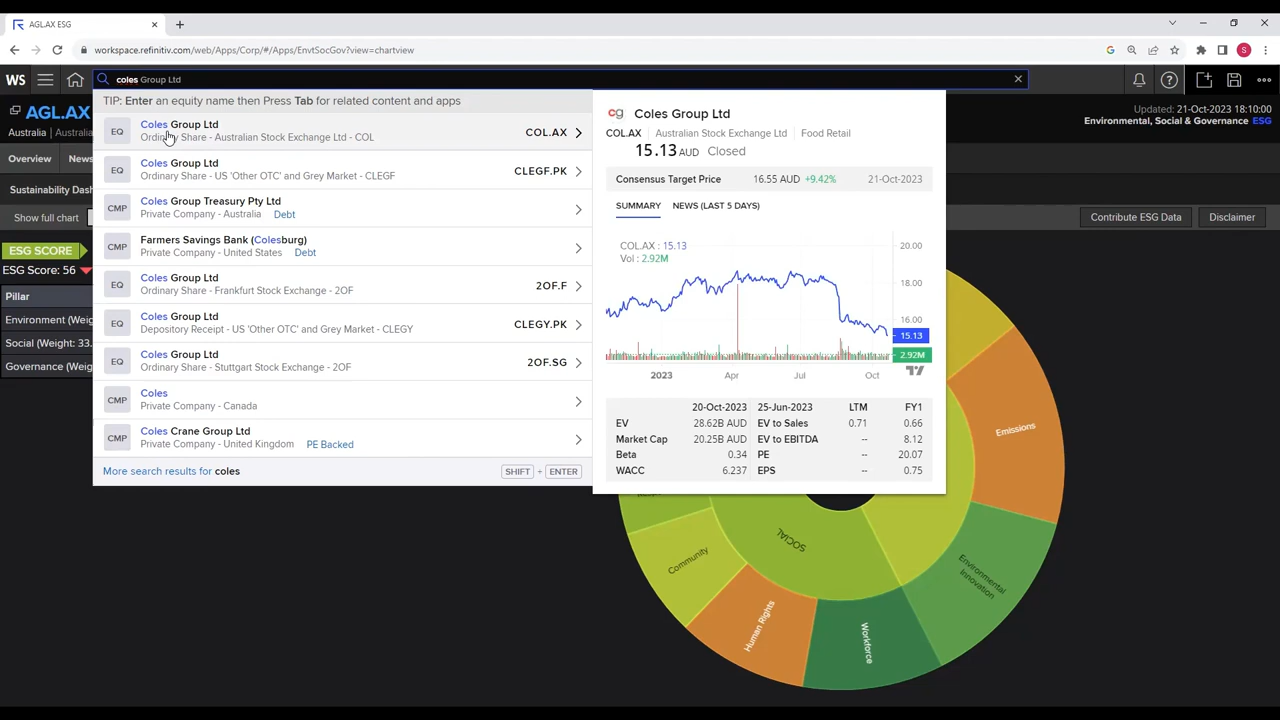 AGL.AX ESG
workspace.refinitiv.com/web/Apps/Corp/#/Apps/EnvtSocGov?view=chartview
S
WS
coles Group Ltd
AGL.AX
Australia | Australia
Updated: 21-Oct-2023 18:10:00
Environmental, Social & Governance ESG
Overview
News
Sustainability Dash
Show full chart
Contribute ESG Data
Disclaimer
ESG SCORE
ESG Score: 56
Pillar
Environment (Weig
Social (Weight: 33.
Governance (Weig
TIP: Enter an equity name then Press Tab for related content and apps
EQ
Coles Group Ltd
Ordinary Share - Australian Stock Exchange Ltd - COL
COL.AX
EQ
Coles Group Ltd
Ordinary Share - US 'Other OTC' and Grey Market - CLEGF
CLEGF.PK
CMP
Coles Group Treasury Pty Ltd
Private Company - Australia Debt
CMP
Farmers Savings Bank (Colesburg)
Private Company - United States Debt
EQ
Coles Group Ltd
Ordinary Share - Frankfurt Stock Exchange - 2OF
2OF.F
EQ
Coles Group Ltd
Depository Receipt - US 'Other OTC' and Grey Market - CLEGY
CLEGY.PK
EQ
Coles Group Ltd
Ordinary Share - Stuttgart Stock Exchange - 2OF
2OF.SG
CMP
Coles
Private Company - Canada
CMP
Coles Crane Group Ltd
Private Company - United Kingdom PE Backed
More search results for coles
SHIFT + ENTER
cg Coles Group Ltd
COL.AX Australian Stock Exchange Ltd Food Retail
15.13 AUD Closed
Consensus Target Price 16.55 AUD +9.42% 21-Oct-2023
SUMMARY NEWS (LAST 5 DAYS)
COL.AX : 15.13
Vol : 2.92M
20.00
18.00
16.00
15.13
2.92M
2023 Apr Jul Oct
20-Oct-2023 25-Jun-2023 LTM FY1
EV 28.62B AUD EV to Sales 0.71 0.66
Market Cap 20.25B AUD EV to EBITDA -- 8.12
Beta 0.34 PE -- 20.07
WACC 6.237 EPS -- 0.75
Emissions
Environmental
Innovation
SOCIAL
Community
Human Rights
Workforce